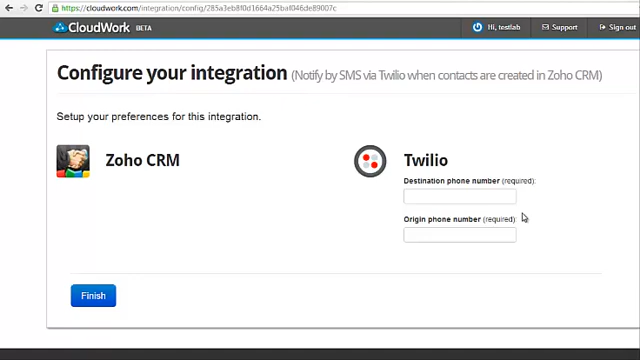 https://cloudwork.com/integration/config/285a3eb8f0d1664a25baf046de89007c
CloudWork BETA
Hi, testlab Support Sign out
Configure your integration (Notify by SMS via Twilio when contacts are created in Zoho CRM)
Setup your preferences for this integration.
Zoho CRM
Twilio
Destination phone number (required):
Origin phone number (required):
Finish